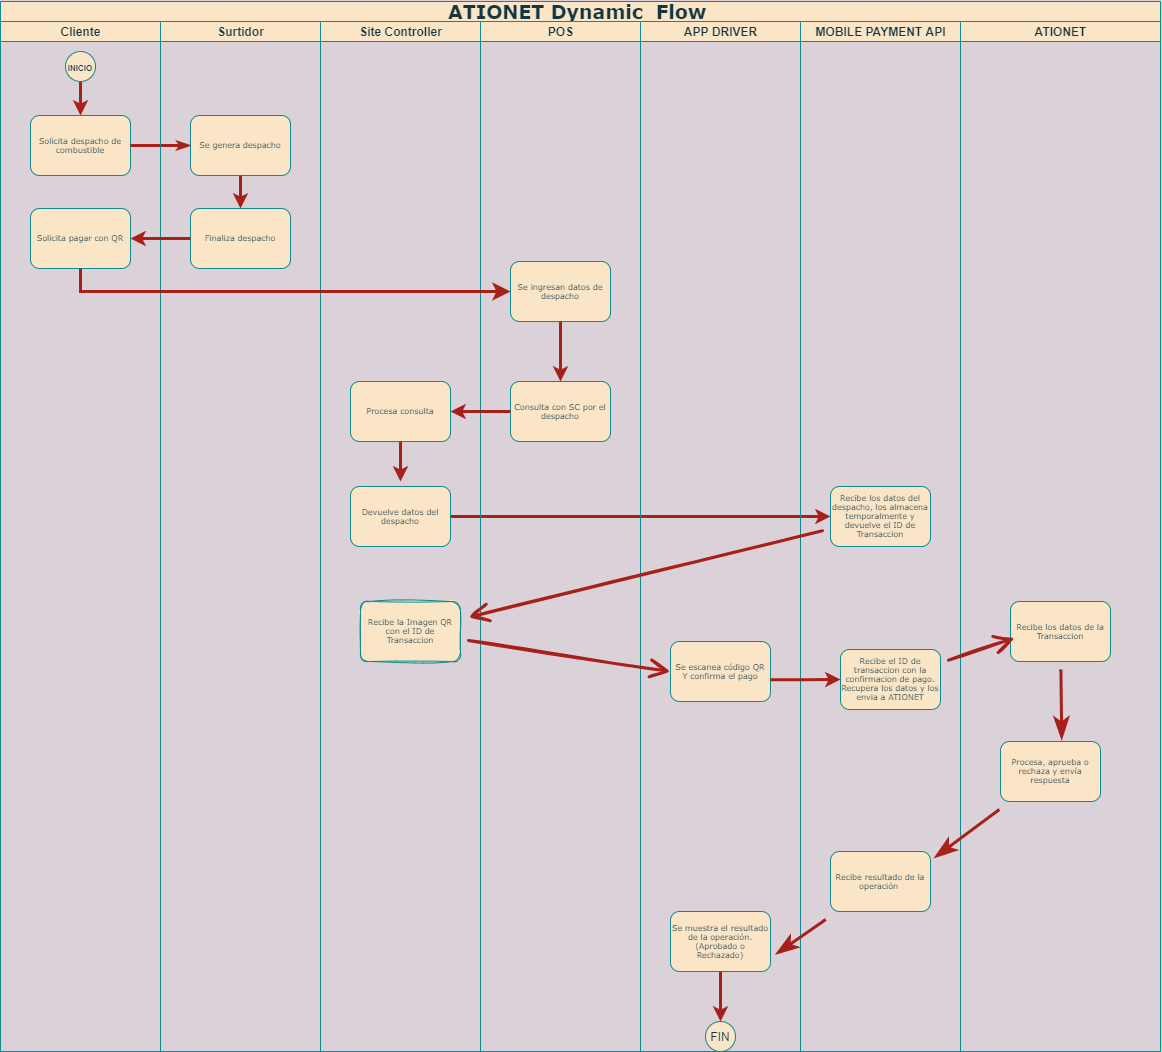 ATIONET Dynamic  Flow
Cliente
Surtidor
Site Controller
POS
APP DRIVER
MOBILE PAYMENT API
ATIONET
INICIO
Solicita despacho de
combustible
Se genera despacho
Solicita pagar con QR
Finaliza despacho
Se ingresan datos de
despacho
Procesa consulta
Consulta con SC por el
despacho
Devuelve datos del
despacho
Recibe los datos del
despacho, los almacena
temporalmente y
devuelve el ID de
Transaccion
Recibe la Imagen QR
con el ID de
Transaccion
Se escanea código QR
Y confirma el pago
Recibe el ID de
transaccion con la
confirmacion de pago.
Recupera los datos y los
envia a ATIONET
Recibe los datos de la
Transaccion
Procesa, aprueba o
rechaza y envía
respuesta
Recibe resultado de la
operación
Se muestra el resultado
de la operación.
(Aprobado o
Rechazado)
FIN